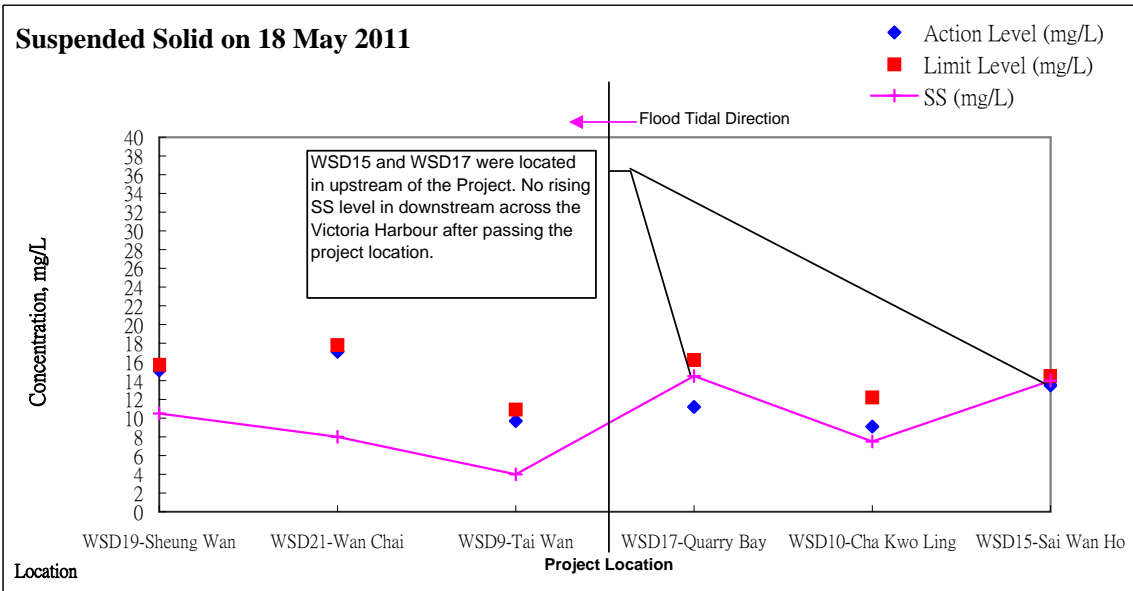 Suspended Solid on 18 May 2011
Action Level (mg/L)
Limit Level (mg/L)
SS (mg/L)
Flood Tidal Direction
WSD15 and WSD17 were located
in upstream of the Project. No rising
SS level in downstream across the
Victoria Harbour after passing the
project location.
Concentration, mg/L
40
38
36
34
32
30
28
26
24
22
20
18
16
14
12
10
8
6
4
2
0
WSD19-Sheung Wan
WSD21-Wan Chai
WSD9-Tai Wan
WSD17-Quarry Bay
WSD10-Cha Kwo Ling
WSD15-Sai Wan Ho
Project Location
Location